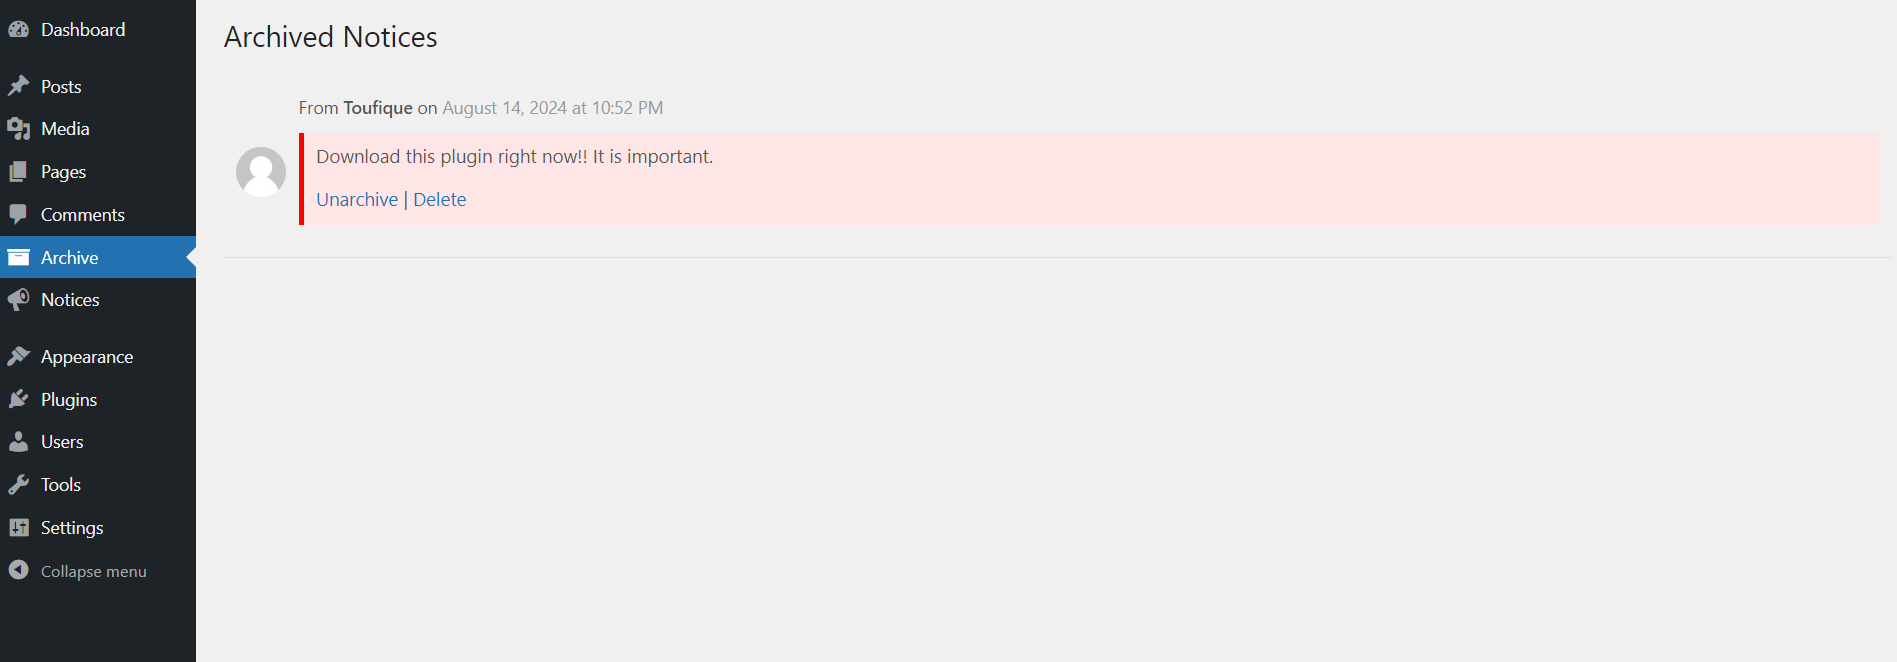 Dashboard
Posts
Media
Pages
Comments
Archive
Notices
Appearance
Plugins
Users
Tools
Settings
Collapse menu
Archived Notices
From Toufique on August 14, 2024 at 10:52 PM
Download this plugin right now!! It is important.
Unarchive | Delete